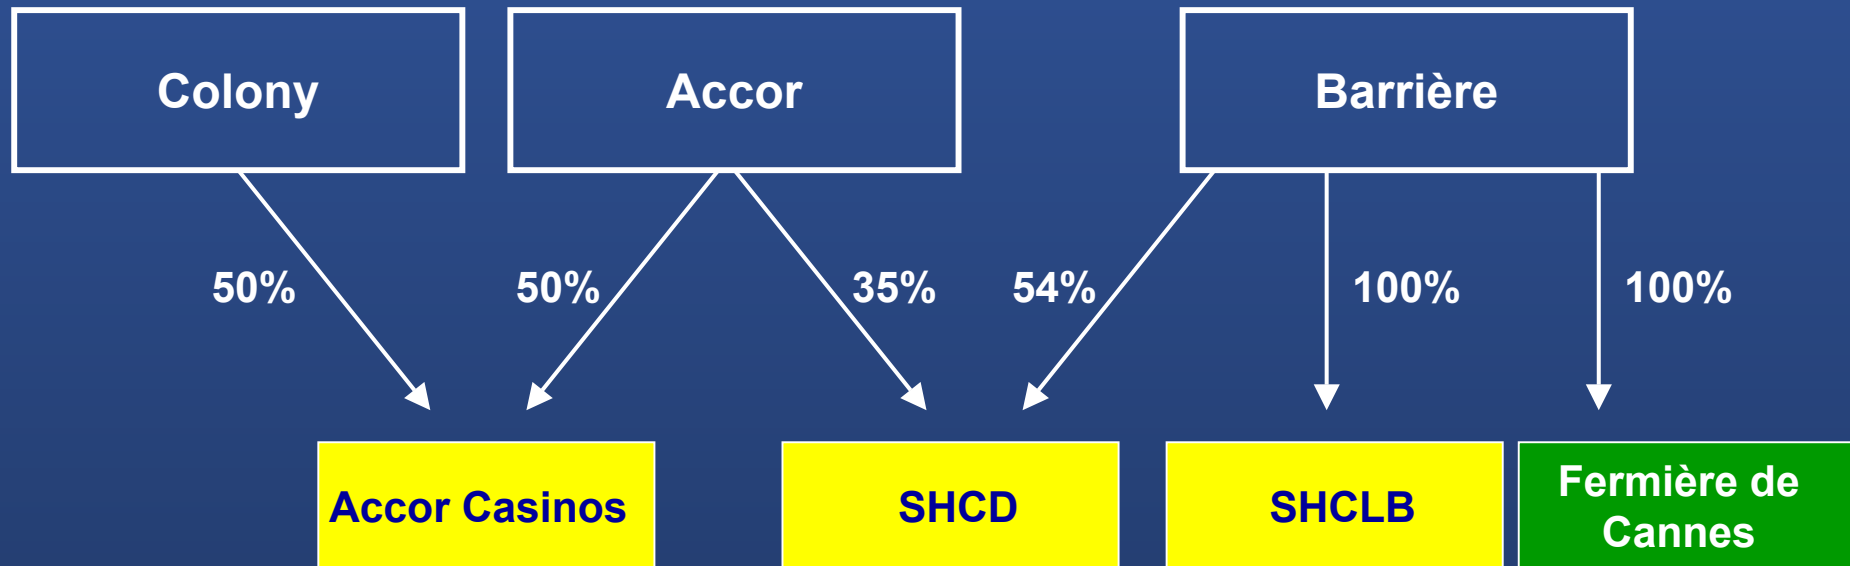 Colony
Accor
Barrière
50%
50%
35%
54%
100%
100%
Accor Casinos
SHCD
SHCLB
Fermière de
Cannes